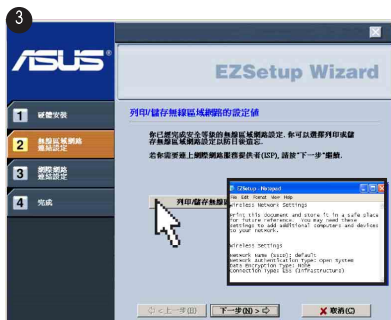 3
ASUS
EZSetup Wizard
1 硬體安裝
2 無線區域網路
連結設定
3 網際網路
連結設定
4 完成
列印/儲存無線區域網路的設定值
你已經完成安全等級的無線區域網路設定. 你可以選擇列印或儲
存無線區域網路設定以防日後遺忘.
若你需要連上網際網路服務提供者(ISP), 請按"下一步"繼續.
列印/儲存無線
EZSetup - Notepad
File Edit Format View Help
Wireless Network Settings
Print this document and store it in a safe place
for future reference. You may need these
settings to add additional computers and devices
to your network.
Wireless Settings
Network Name (SSID): default
Network Authentication Type: Open System
Data Encryption Type: None
Connection Type: ESS (Infrastructure)
< 上一步(B)
下一步(N) >
取消(C)